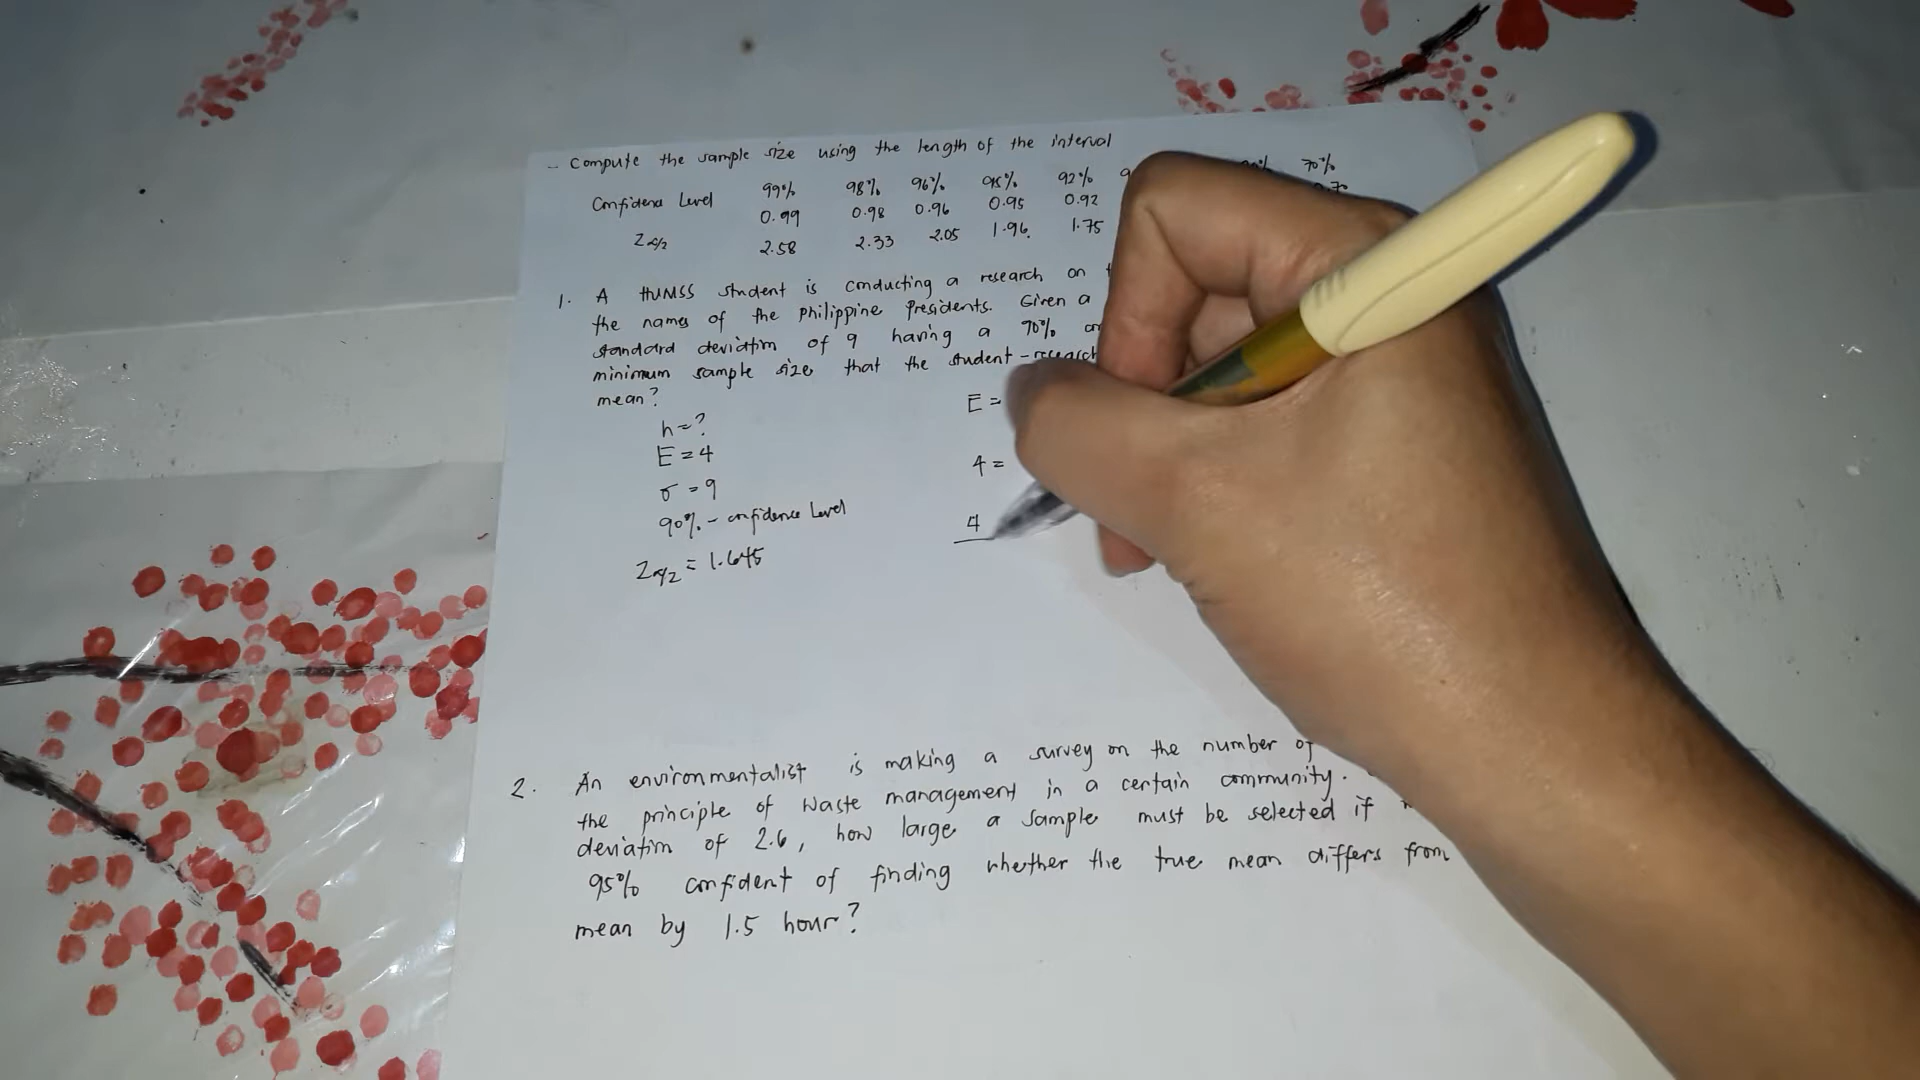 - Compute the sample size using the length of the interval
Confidence Level 99% 98% 96% 95% 92% 70%
0.99 0.98 0.96 0.95 0.92
Zα/2 2.58 2.33 2.05 1.96 1.75
1. A HUMSS student is conducting a research on
the names of the Philippine Presidents. Given a
standard deviation of 9 having a 90%
minimum sample size that the student-research
mean?
n=?
E=4
σ=9
90% - confidence Level
Zα/2 = 1.645
E =
4 =
4
2. An environmentalist is making a survey on the number of
the principle of waste management in a certain community.
deviation of 2.6, how large a sample must be selected if
95% confident of finding whether the true mean differs from
mean by 1.5 hour?